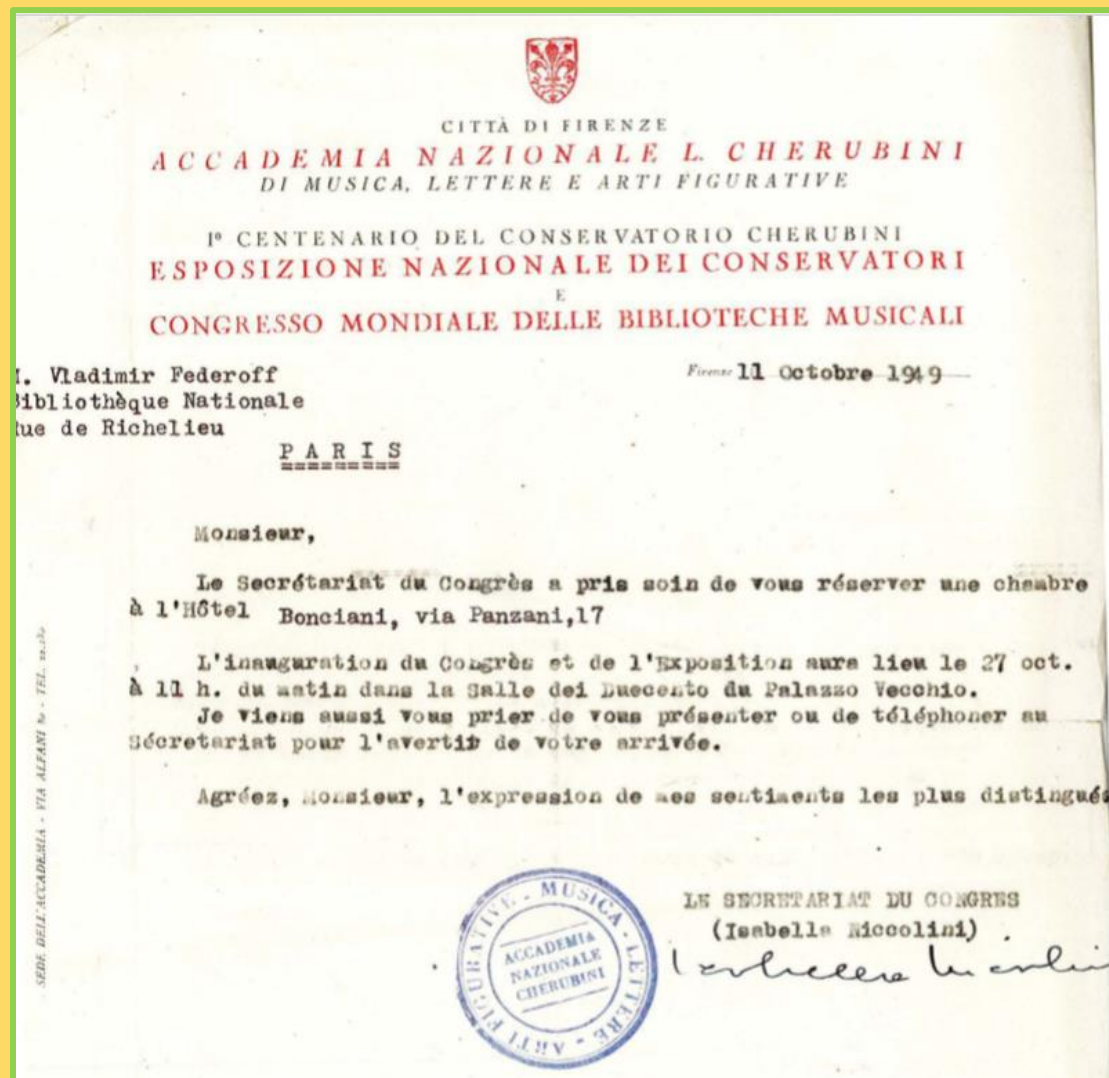 CITTÀ DI FIRENZE
ACCADEMIA NAZIONALE L. CHERUBINI
DI MUSICA, LETTERE E ARTI FIGURATIVE
Iº CENTENARIO DEL CONSERVATORIO CHERUBINI
ESPOSIZIONE NAZIONALE DEI CONSERVATORI
E
CONGRESSO MONDIALE DELLE BIBLIOTECHE MUSICALI
Firenze 11 Octobre 1949
M. Vladimir Federoff
Bibliothèque Nationale
Rue de Richelieu
PARIS
Monsieur,
Le Secrétariat du Congrès a pris soin de vous réserver une chambre
à l'Hôtel Bonciani, via Panzani,17
L'inauguration du Congrès et de l'Exposition aura lieu le 27 oct.
à 11 h. du matin dans la Salle dei Duecento du Palazzo Vecchio.
Je viens aussi vous prier de vous présenter ou de téléphoner au
Sécretariat pour l'avertir de votre arrivée.
Agréez, Monsieur, l'expression de mes sentiments les plus distingués
LE SECRETARIAT DU CONGRES
(Isabella Niccolini)
ACCADEMIA
NAZIONALE
CHERUBINI
MUSICA - LETTERE - ARTI FIGURATIVE -
SEDE DELL'ACCADEMIA - VIA ALFANI - TEL.